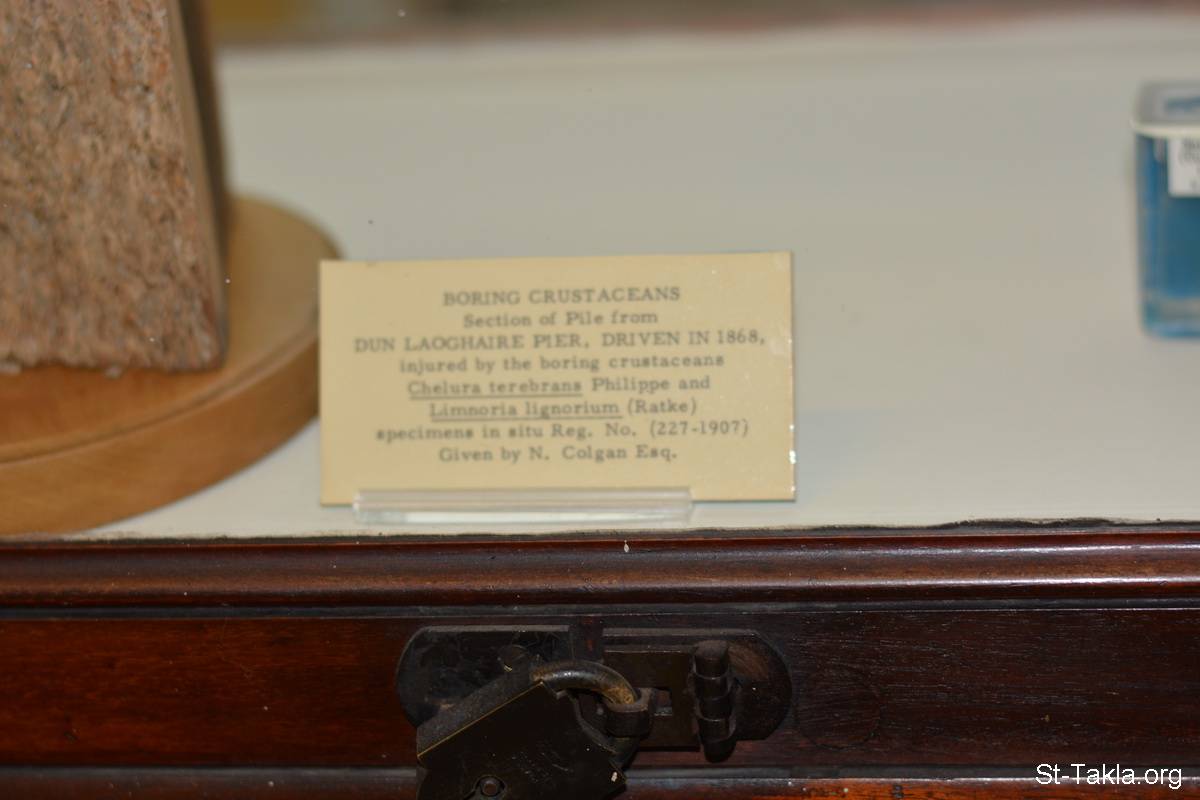 BORING CRUSTACEANS
Section of Pile from
DUN LAOGHAIRE PIER, DRIVEN IN 1868,
injured by the boring crustaceans
Chelura terebrans Philippe and
Limnoria lignorium (Ratke)
specimens in situ Reg. No. (227-1907)
Given by N. Colgan Esq.
St-Takla.org